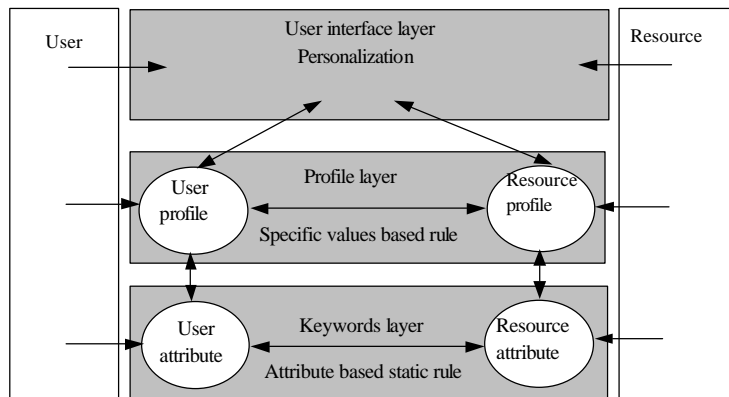 User
User interface layer
Personalization
Resource
User
profile
Profile layer
Specific values based rule
Resource
profile
User
attribute
Keywords layer
Attribute based static rule
Resource
attribute